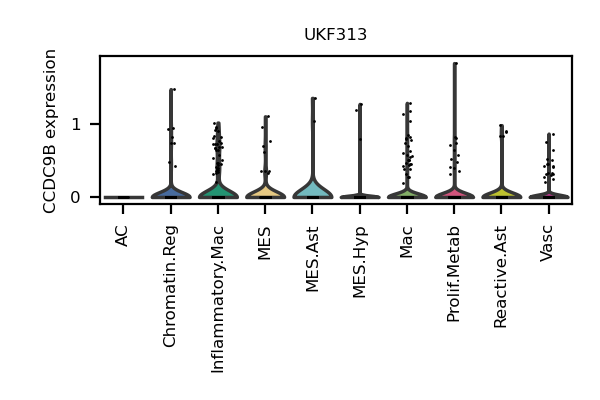 UKF313
CCDC9B expression
1
0
AC
Chromatin.Reg
Inflammatory.Mac
MES
MES.Ast
MES.Hyp
Mac
Prolif.Metab
Reactive.Ast
Vasc